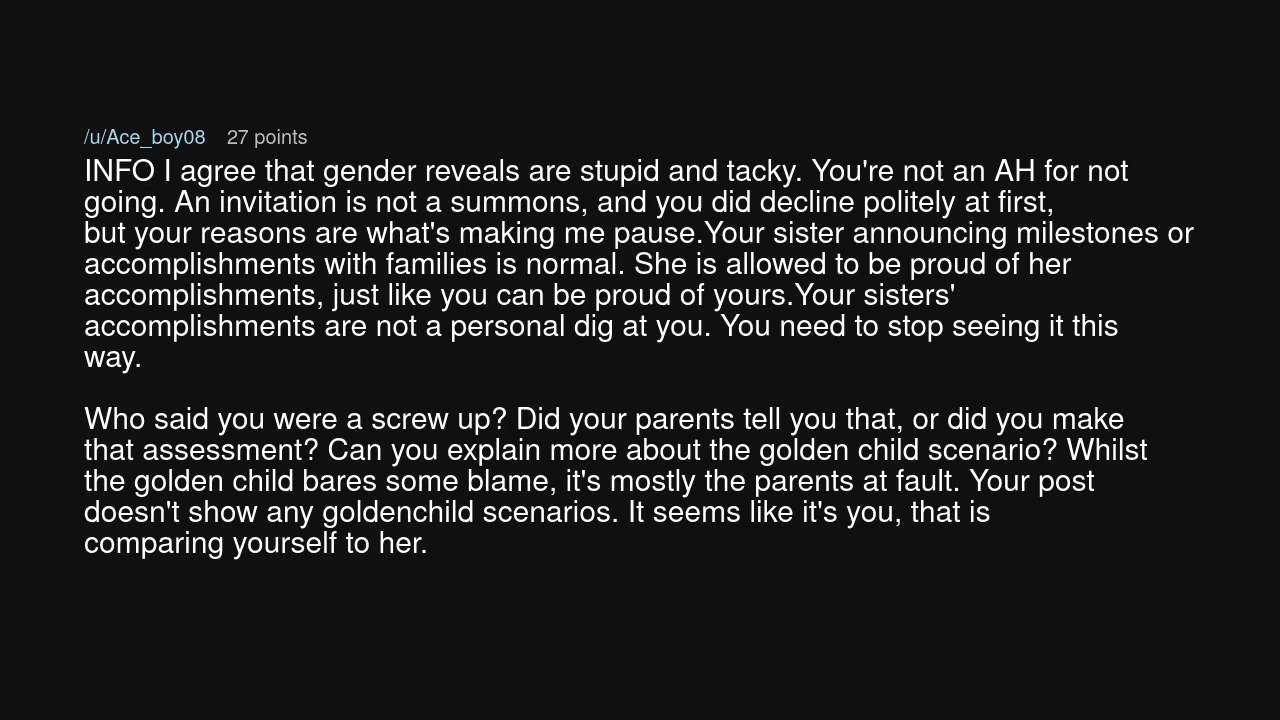 /u/Ace_boy08 27 points
INFO I agree that gender reveals are stupid and tacky. You're not an AH for not
going. An invitation is not a summons, and you did decline politely at first,
but your reasons are what's making me pause.Your sister announcing milestones or
accomplishments with families is normal. She is allowed to be proud of her
accomplishments, just like you can be proud of yours.Your sisters'
accomplishments are not a personal dig at you. You need to stop seeing it this
way.
Who said you were a screw up? Did your parents tell you that, or did you make
that assessment? Can you explain more about the golden child scenario? Whilst
the golden child bares some blame, it's mostly the parents at fault. Your post
doesn't show any goldenchild scenarios. It seems like it's you, that is
comparing yourself to her.